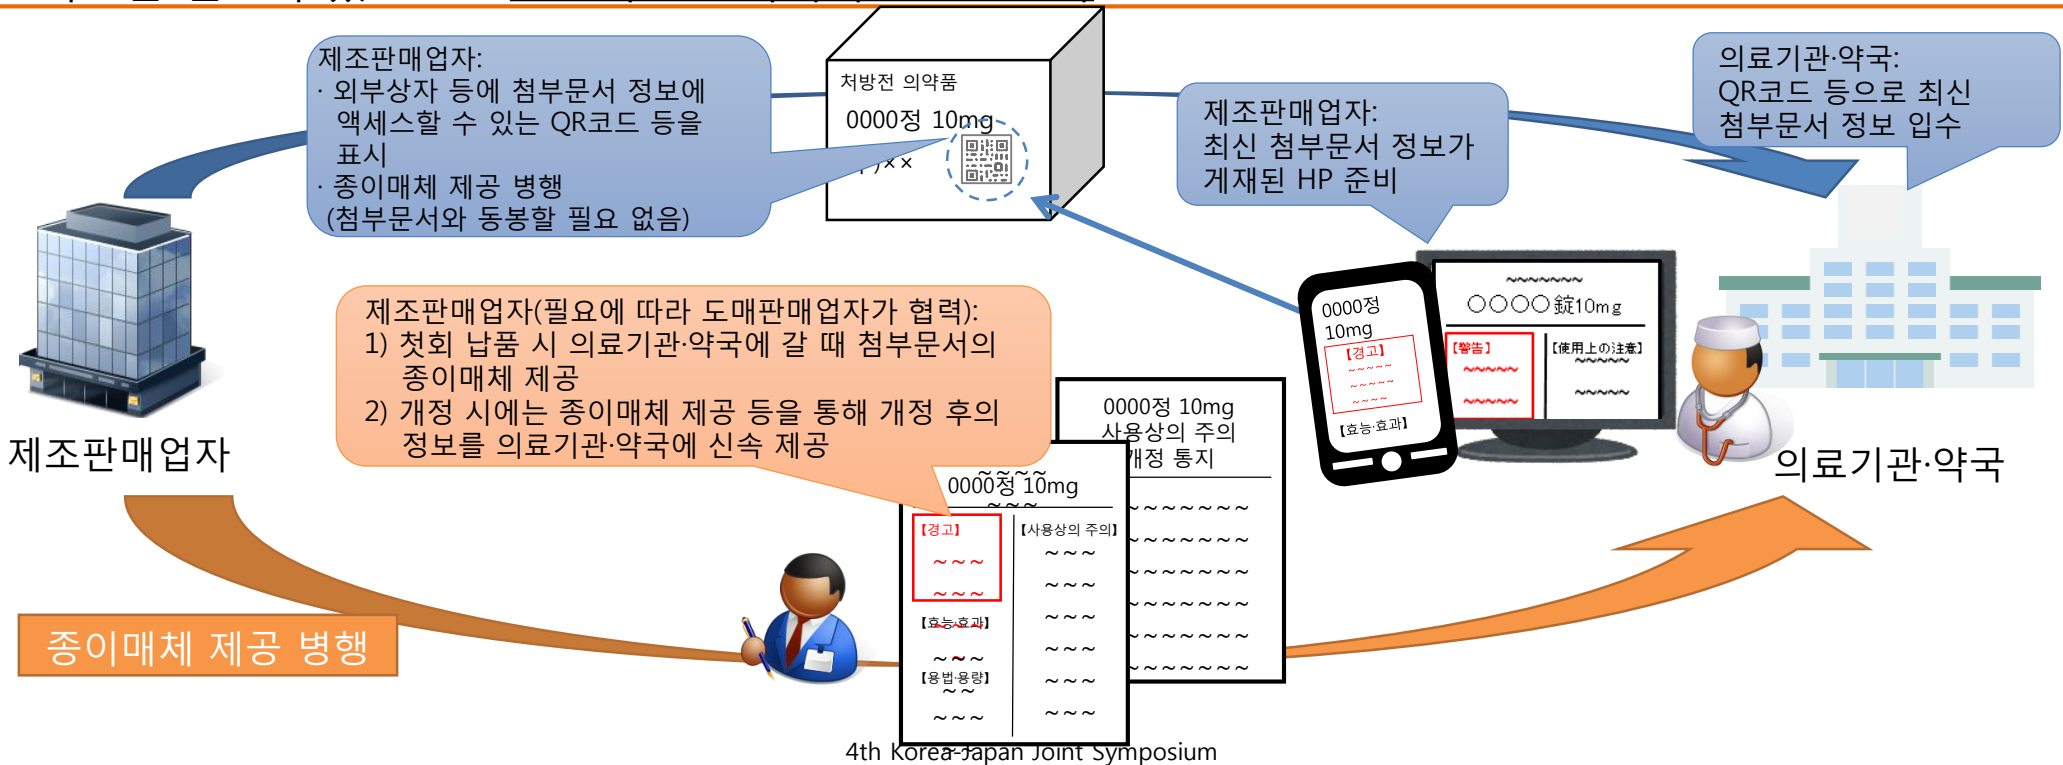 제조판매업자:
· 외부상자 등에 첨부문서 정보에
액세스할 수 있는 QR코드 등을
표시
· 종이매체 제공 병행
(첨부문서와 동봉할 필요 없음)
처방전 의약품
0000정 10mg
)××
제조판매업자:
최신 첨부문서 정보가
게재된 HP 준비
의료기관·약국:
QR코드 등으로 최신
첨부문서 정보 입수
제조판매업자(필요에 따라 도매판매업자가 협력):
1) 첫회 납품 시 의료기관·약국에 갈 때 첨부문서의
종이매체 제공
2) 개정 시에는 종이매체 제공 등을 통해 개정 후의
정보를 의료기관·약국에 신속 제공
0000정
10mg
【경고】
~~~~~
~~~~~
~~~~
【효능·효과】
~~~~~~~
〇〇〇〇錠10mg
【警告】
~~~~~
~~~~~
【使用上の注意】
~~~~~
~~~~~
제조판매업자
의료기관·약국
0000정 10mg
사용상의 주의
개정 통지
~~~~~~~
~~~~~~~
~~~~~~~
~~~~~~~
~~~~~~~
~~~~~~~
~~~~
0000정 10mg
~~~
【경고】
~~~
~~~
【효능·효과】
~~~
【용법·용량】
~~
~~~
~~
【사용상의 주의】
~~~
~~~
~~~
~~~
~~~
~~~
종이매체 제공 병행
4th Korea-Japan Joint Symposium